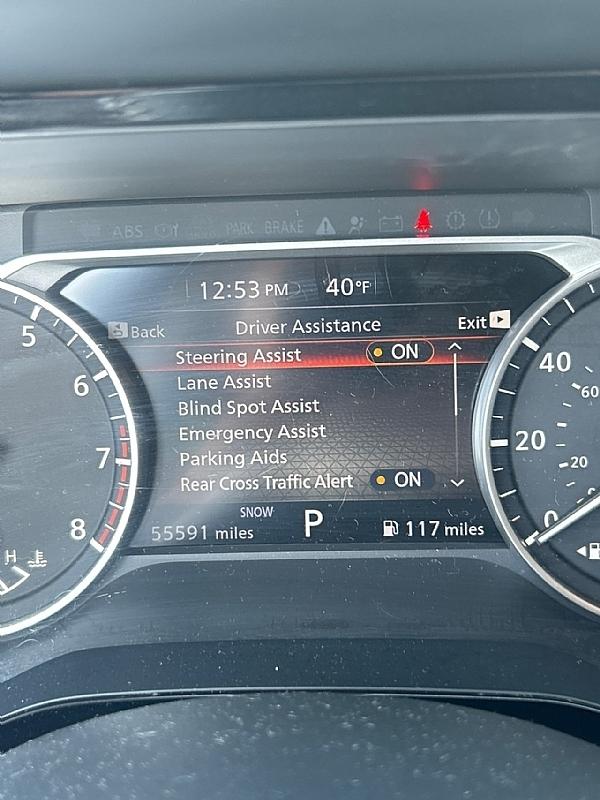 ABS PARK BRAKE
12:53 PM 40°F
Back Driver Assistance Exit
Steering Assist ON
Lane Assist
Blind Spot Assist
Emergency Assist
Parking Aids
Rear Cross Traffic Alert ON
SNOW
55591 miles P 117 miles
5
6
7
8
H
40
60
20
20
0